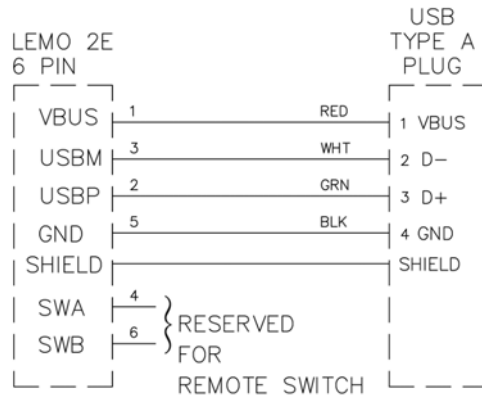 LEMO 2E
6 PIN
USB
TYPE A
PLUG
VBUS 1 RED 1 VBUS
USBM 3 WHT 2 D-
USBP 2 GRN 3 D+
GND 5 BLK 4 GND
SHIELD SHIELD
SWA 4
SWB 6
RESERVED
FOR
REMOTE SWITCH